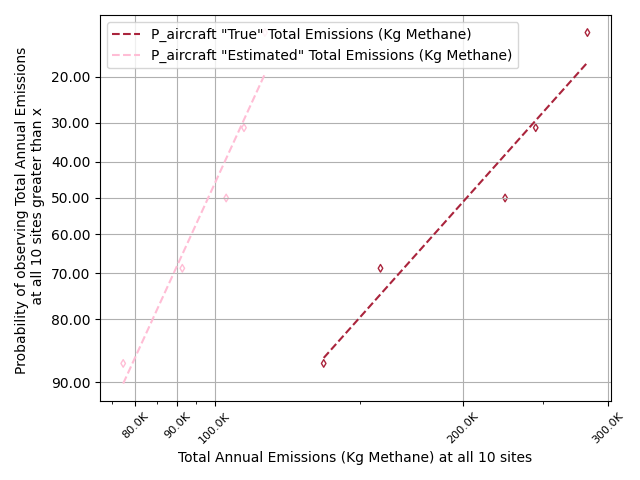 P_aircraft "True" Total Emissions (Kg Methane)
P_aircraft "Estimated" Total Emissions (Kg Methane)
Probability of observing Total Annual Emissions
at all 10 sites greater than x
20.00
30.00
40.00
50.00
60.00
70.00
80.00
90.00
80.0K
90.0K
100.0K
200.0K
300.0K
Total Annual Emissions (Kg Methane) at all 10 sites